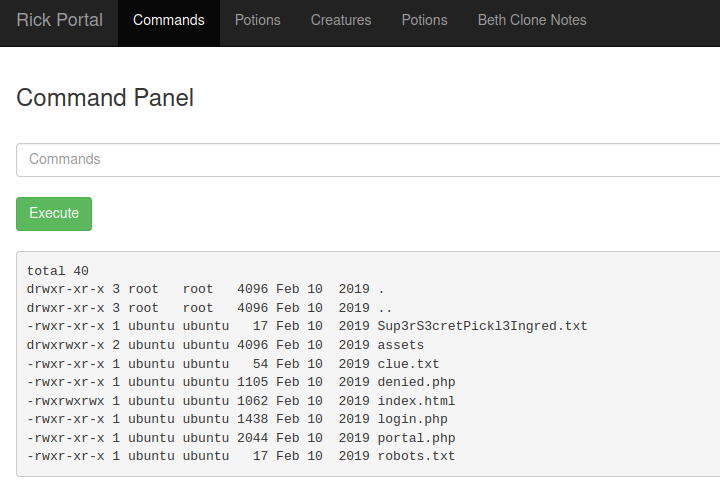 Rick Portal Commands Potions Creatures Potions Beth Clone Notes
Command Panel
Commands
Execute
total 40
drwxr-xr-x 3 root   root   4096 Feb 10  2019 .
drwxr-xr-x 3 root   root   4096 Feb 10  2019 ..
-rwxr-xr-x 1 ubuntu ubuntu   17 Feb 10  2019 Sup3rS3cretPickl3Ingred.txt
drwxrwxr-x 2 ubuntu ubuntu 4096 Feb 10  2019 assets
-rwxr-xr-x 1 ubuntu ubuntu   54 Feb 10  2019 clue.txt
-rwxr-xr-x 1 ubuntu ubuntu 1105 Feb 10  2019 denied.php
-rwxrwxrwx 1 ubuntu ubuntu 1062 Feb 10  2019 index.html
-rwxr-xr-x 1 ubuntu ubuntu 1438 Feb 10  2019 login.php
-rwxr-xr-x 1 ubuntu ubuntu 2044 Feb 10  2019 portal.php
-rwxr-xr-x 1 ubuntu ubuntu   17 Feb 10  2019 robots.txt